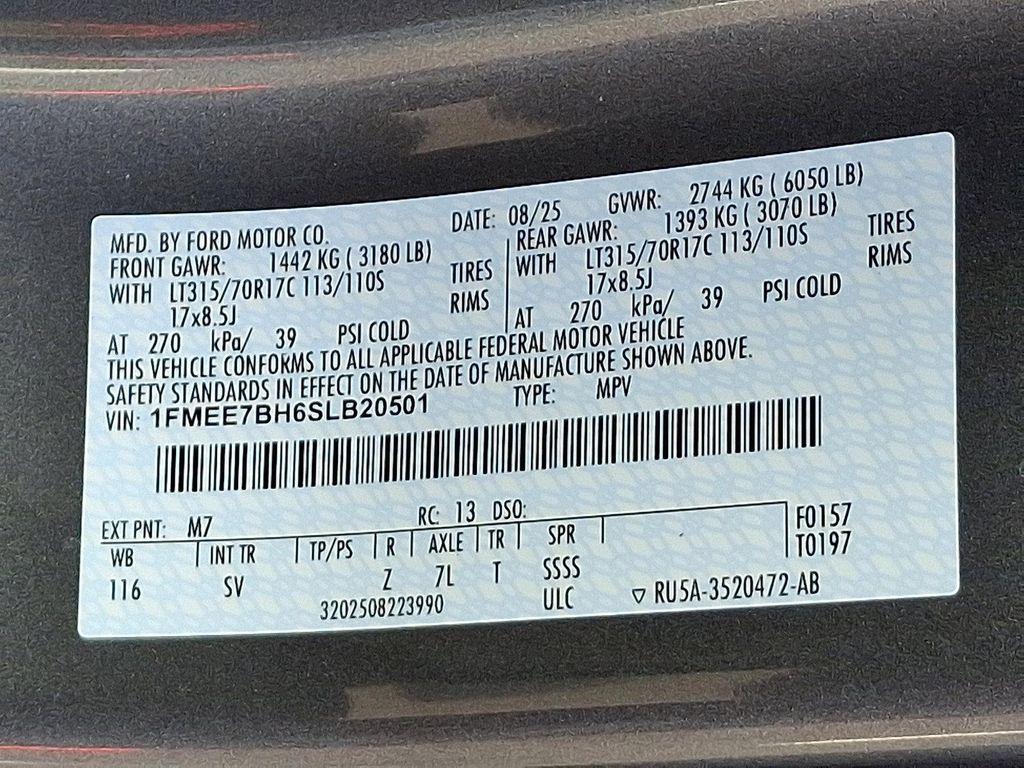 MFD. BY FORD MOTOR CO. DATE: 08/25 GVWR: 2744 KG ( 6050 LB)
FRONT GAWR: 1442 KG ( 3180 LB) REAR GAWR: 1393 KG ( 3070 LB)
WITH LT315/70R17C 113/110S TIRES WITH LT315/70R17C 113/110S TIRES
17x8.5J RIMS 17x8.5J RIMS
AT 270 kPa/ 39 PSI COLD AT 270 kPa/ 39 PSI COLD
THIS VEHICLE CONFORMS TO ALL APPLICABLE FEDERAL MOTOR VEHICLE
SAFETY STANDARDS IN EFFECT ON THE DATE OF MANUFACTURE SHOWN ABOVE.
VIN: 1FMEE7BH6SLB20501 TYPE: MPV
EXT PNT: M7 RC: 13 DSO: F0157
WB INT TR TP/PS R AXLE TR SPR T0197
116 SV Z 7L T SSSS
3202508223990 ULC ▽ RU5A-3520472-AB